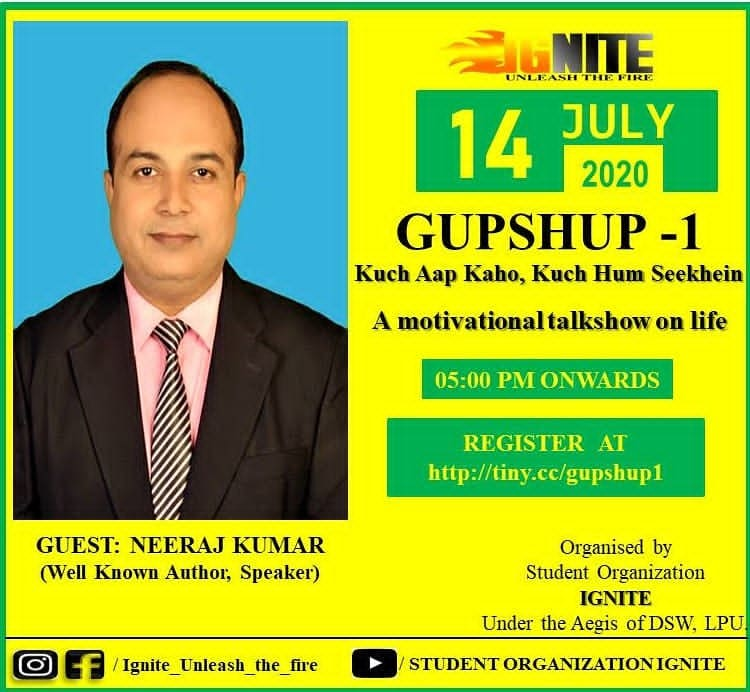 IGNITE
UNLEASH THE FIRE
14 JULY
2020
GUPSHUP -1
Kuch Aap Kaho, Kuch Hum Seekhein
A motivational talkshow on life
05:00 PM ONWARDS
REGISTER AT
http://tiny.cc/gupshup1
GUEST: NEERAJ KUMAR
(Well Known Author, Speaker)
Organised by
Student Organization
IGNITE
Under the Aegis of DSW, LPU.
/ Ignite_Unleash_the_fire / STUDENT ORGANIZATION IGNITE